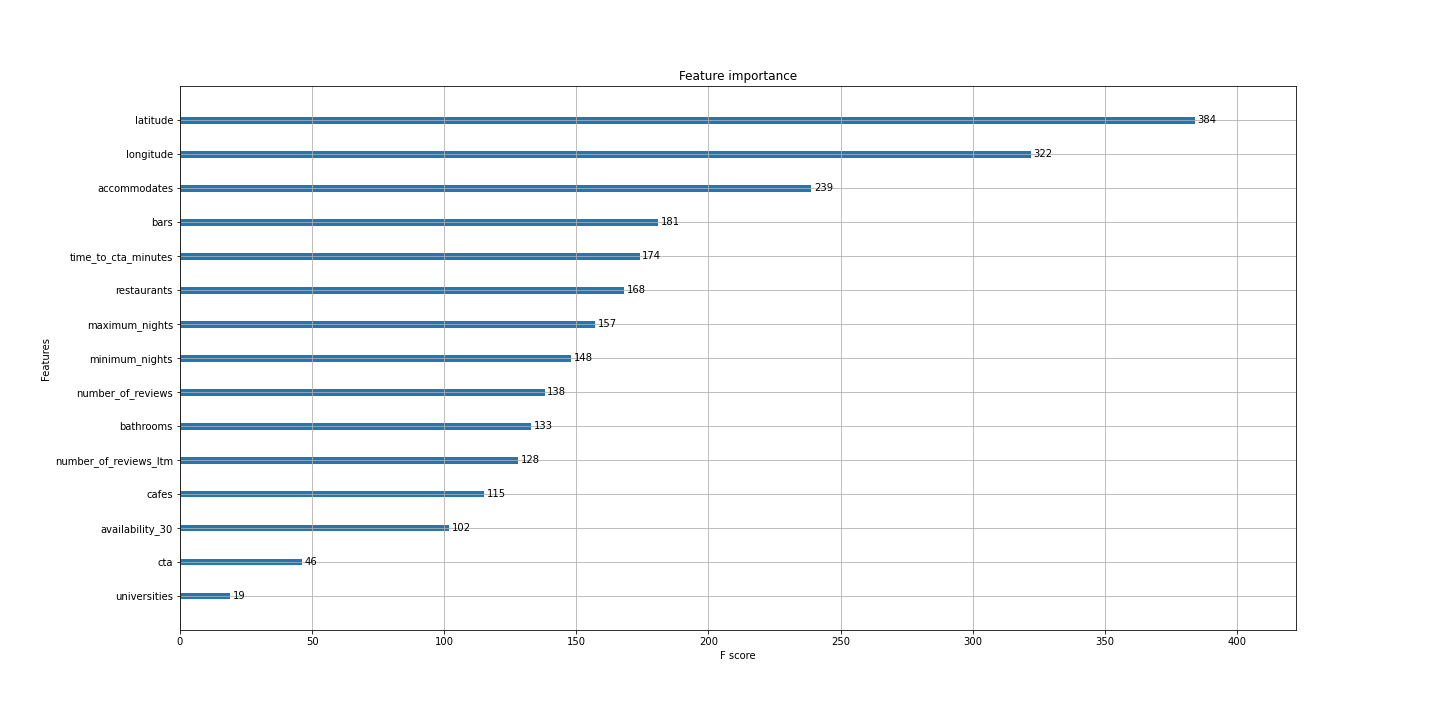 Feature importance
latitude 384
longitude 322
accommodates 239
bars 181
time_to_cta_minutes 174
restaurants 168
maximum_nights 157
minimum_nights 148
Features
number_of_reviews 138
bathrooms 133
number_of_reviews_ltm 128
cafes 115
availability_30 102
cta 46
universities 19
0 50 100 150 200 250 300 350 400
F score